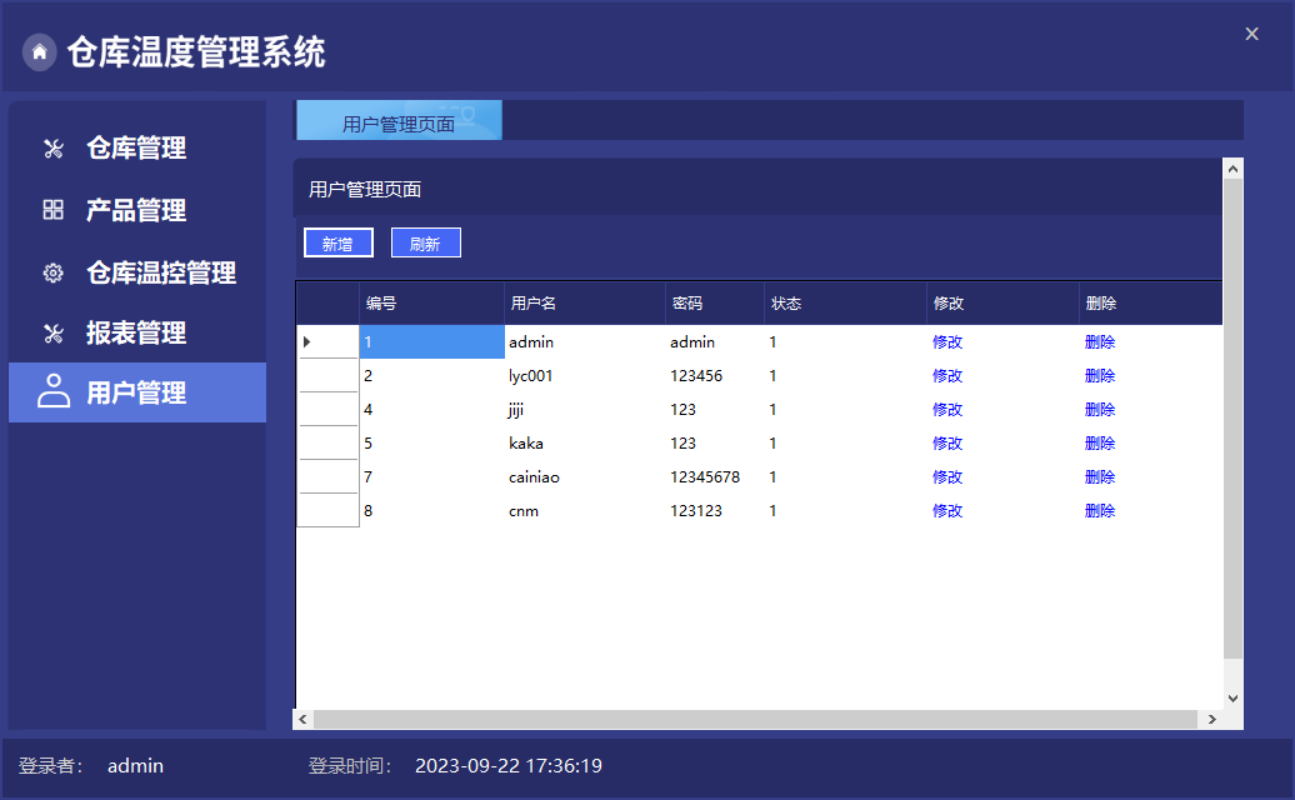 仓库温度管理系统
仓库管理
产品管理
仓库温控管理
报表管理
用户管理
用户管理页面
用户管理页面
新增 刷新
编号 用户名 密码 状态 修改 删除
1 admin admin 1 修改 删除
2 lyc001 123456 1 修改 删除
4 jiji 123 1 修改 删除
5 kaka 123 1 修改 删除
7 cainiao 12345678 1 修改 删除
8 cnm 123123 1 修改 删除
登录者： admin 登录时间： 2023-09-22 17:36:19